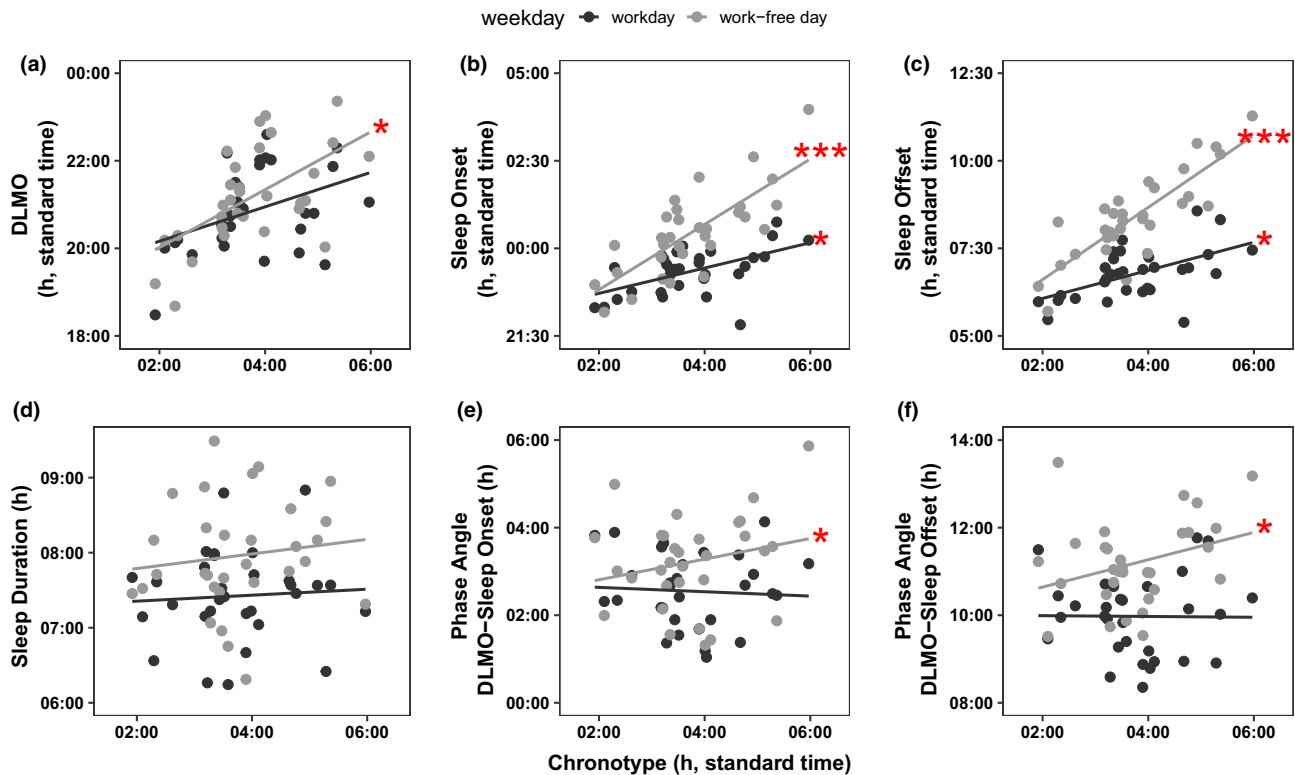 weekday workday work−free day
(a)
DLMO
(h, standard time)
00:00
22:00
20:00
18:00
02:00 04:00 06:00
*
(b)
Sleep Onset
(h, standard time)
05:00
02:30
00:00
21:30
02:00 04:00 06:00
***
*
(c)
Sleep Offset
(h, standard time)
12:30
10:00
07:30
05:00
02:00 04:00 06:00
***
*
(d)
Sleep Duration (h)
09:00
08:00
07:00
06:00
02:00 04:00 06:00
(e)
Phase Angle
DLMO−Sleep Onset (h)
06:00
04:00
02:00
00:00
02:00 04:00 06:00
*
(f)
Phase Angle
DLMO−Sleep Offset (h)
14:00
12:00
10:00
08:00
02:00 04:00 06:00
*
Chronotype (h, standard time)